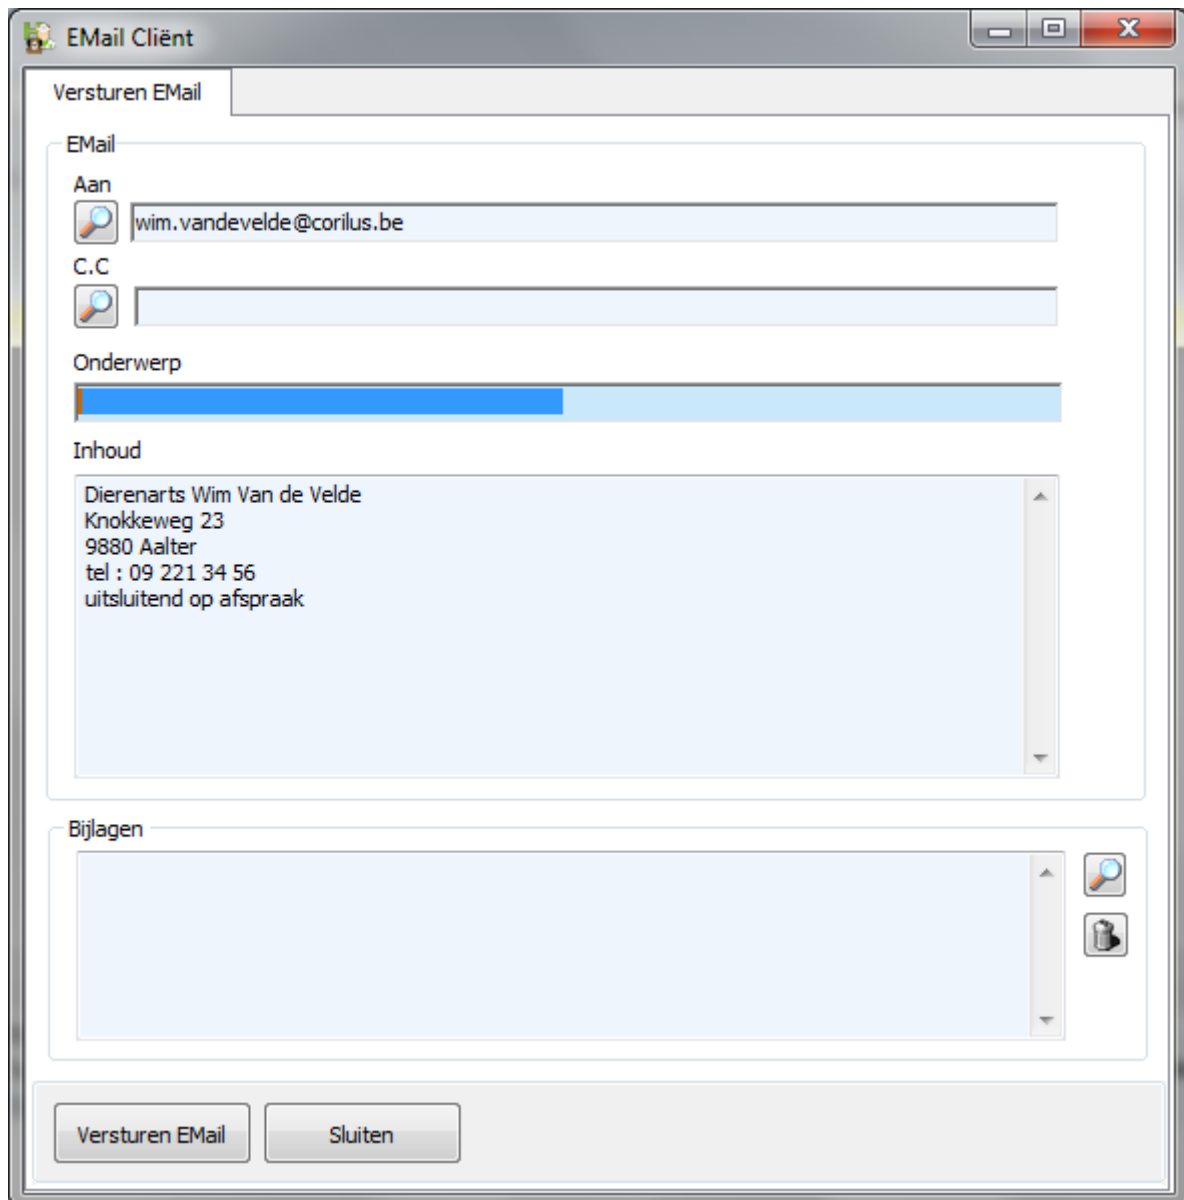 EMail Cliënt
Versturen EMail
EMail
Aan
wim.vandevelde@corilus.be
C.C
Onderwerp
Inhoud
Dierenarts Wim Van de Velde
Knokkeweg 23
9880 Aalter
tel : 09 221 34 56
uitsluitend op afspraak
Bijlagen
Versturen EMail
Sluiten